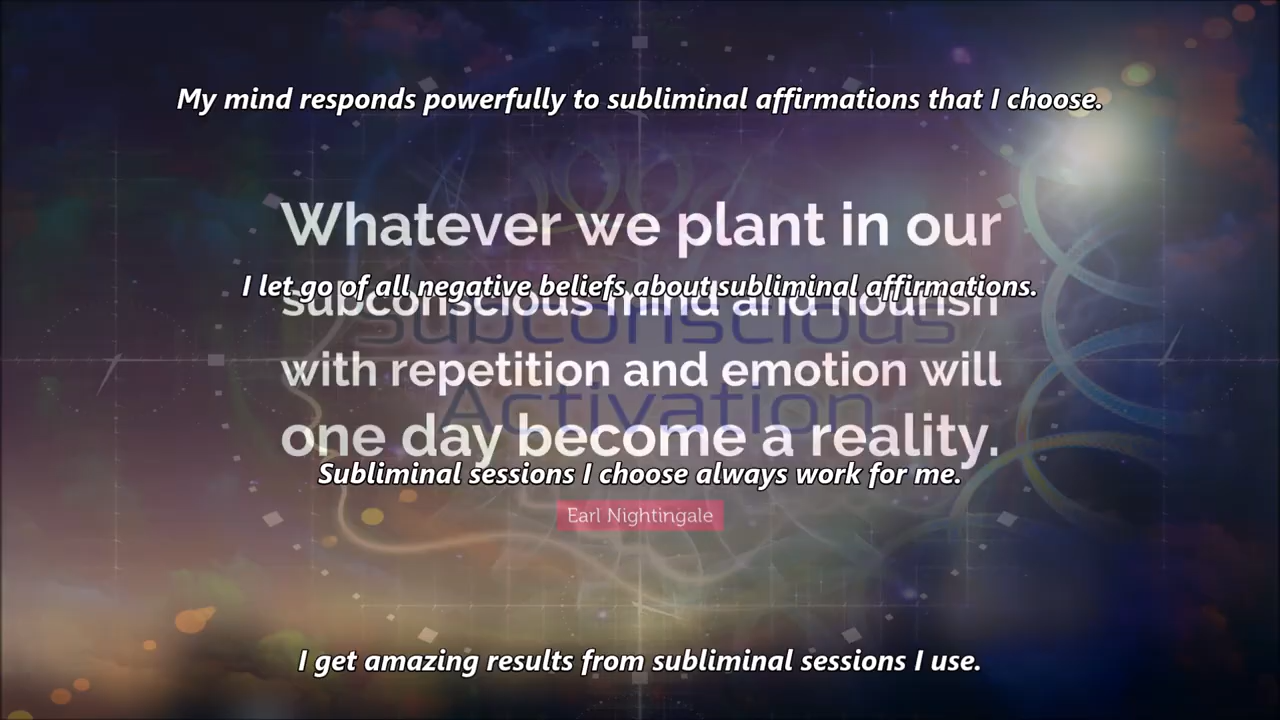 My mind responds powerfully to subliminal affirmations that I choose.
Whatever we plant in our
I let go of all negative beliefs about subliminal affirmations.
subconscious mind and nourish
Subconscious
with repetition and emotion will
Activation
one day become a reality.
Subliminal sessions I choose always work for me.
Earl Nightingale
I get amazing results from subliminal sessions I use.